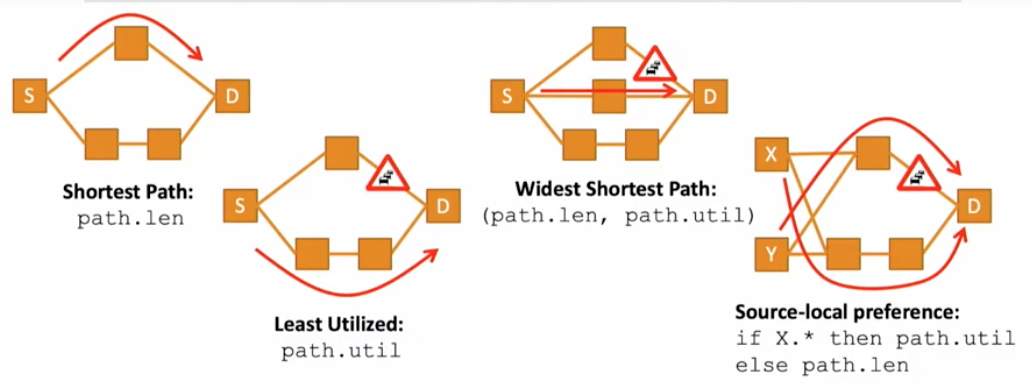 S
D
Shortest Path:
path.len
S
D
Least Utilized:
path.util
S
D
Widest Shortest Path:
(path.len, path.util)
X
Y
D
Source-local preference:
if X.* then path.util
else path.len